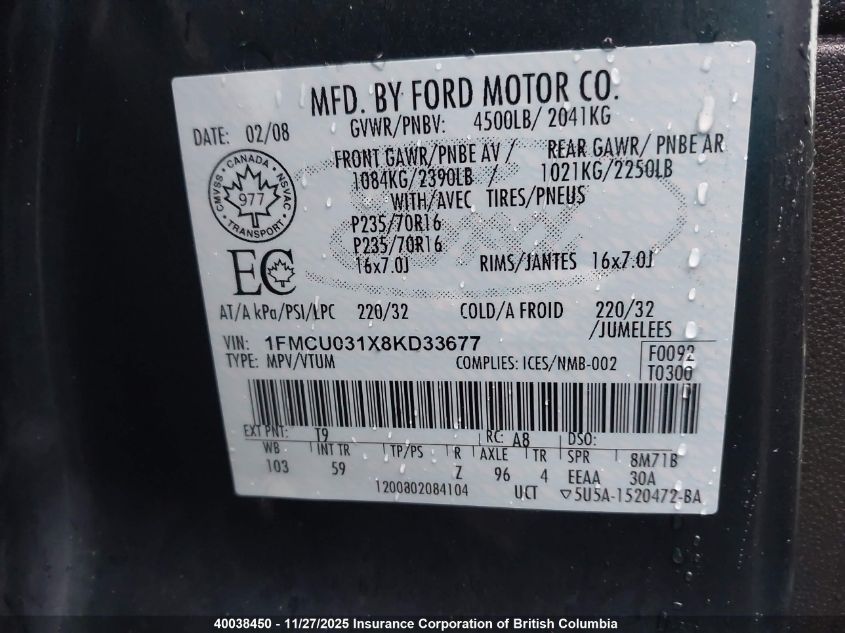 MFD. BY FORD MOTOR CO.
DATE: 02/08 GVWR/PNBV: 4500LB/ 2041KG
FRONT GAWR/PNBE AV / REAR GAWR/ PNBE AR
1084KG/2390LB / 1021KG/2250LB
WITH/AVEC TIRES/PNEUS
CANADA
CMVSS 977 NSVAC
TRANSPORT
P235/70R16
P235/70R16
16x7.0J RIMS/JANTES 16x7.0J
EC
AT/A kPa/PSI/LPC 220/32 COLD/A FROID 220/32
/JUMELEES
VIN: 1FMCU031X8KD33677
TYPE: MPV/VTUM COMPLIES: ICES/NMB-002 F0092
T0300
EXT PNT: T9 RC: A8 DSO:
WB INT TR TP/PS R AXLE TR SPR 8M71B
103 59 Z 96 4 EEAA 30A
1200802084104 UCT ▽5U5A-1520472-BA
40038450 - 11/27/2025 Insurance Corporation of British Columbia